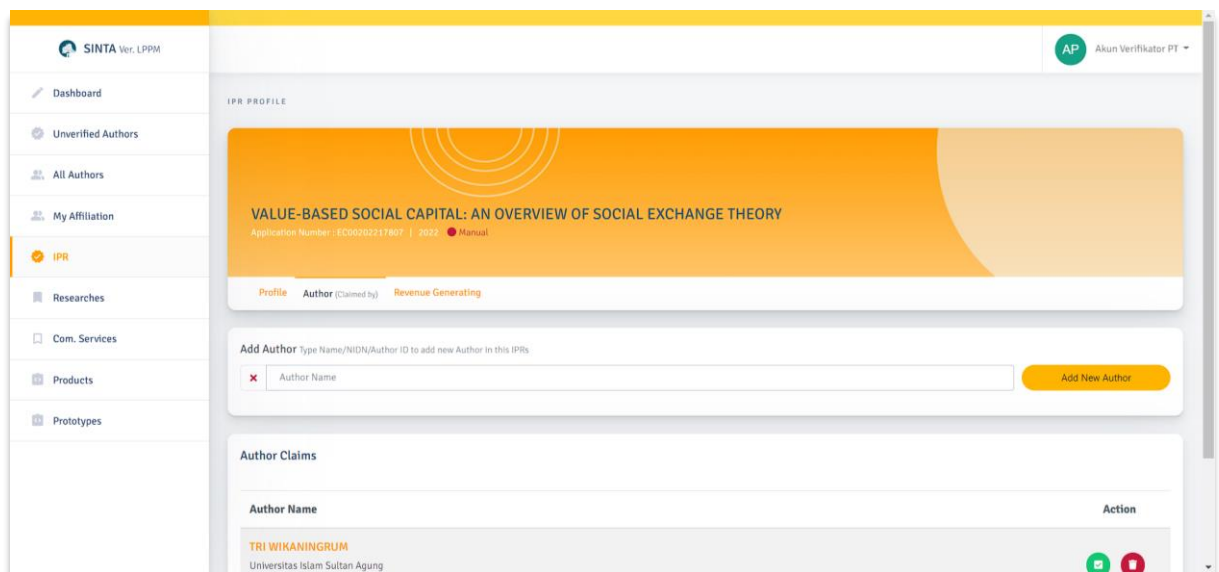 SINTA Ver. LPPM
AP Akun Verifikator PT
Dashboard
Unverified Authors
All Authors
My Affiliation
IPR
Researches
Com. Services
Products
Prototypes
IPR PROFILE
VALUE-BASED SOCIAL CAPITAL: AN OVERVIEW OF SOCIAL EXCHANGE THEORY
Application Number : EC00202217807 | 2022 Manual
Profile Author (Claimed by) Revenue Generating
Add Author Type Name/NIDN/Author ID to add new Author in this IPRs
Author Name
Add New Author
Author Claims
Author Name Action
TRI WIKANINGRUM
Universitas Islam Sultan Agung